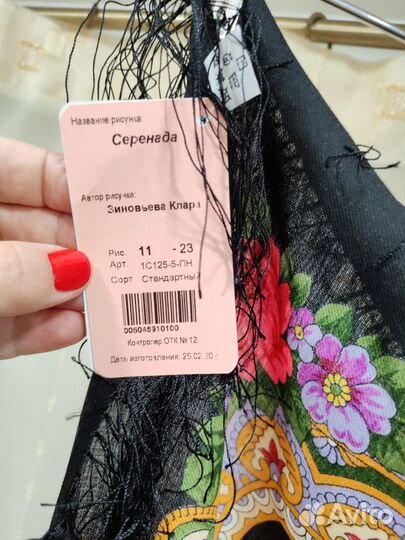 Название рисунка:
Серенада
Автор рисунка:
Зиновьева Клара
Рис. 11 - 23
Арт. 1С125-5-ПН
Сорт Стандартный
005045910100
Контролер ОТК № 12
Дата изготовления: 25.02.20 г.
Avito